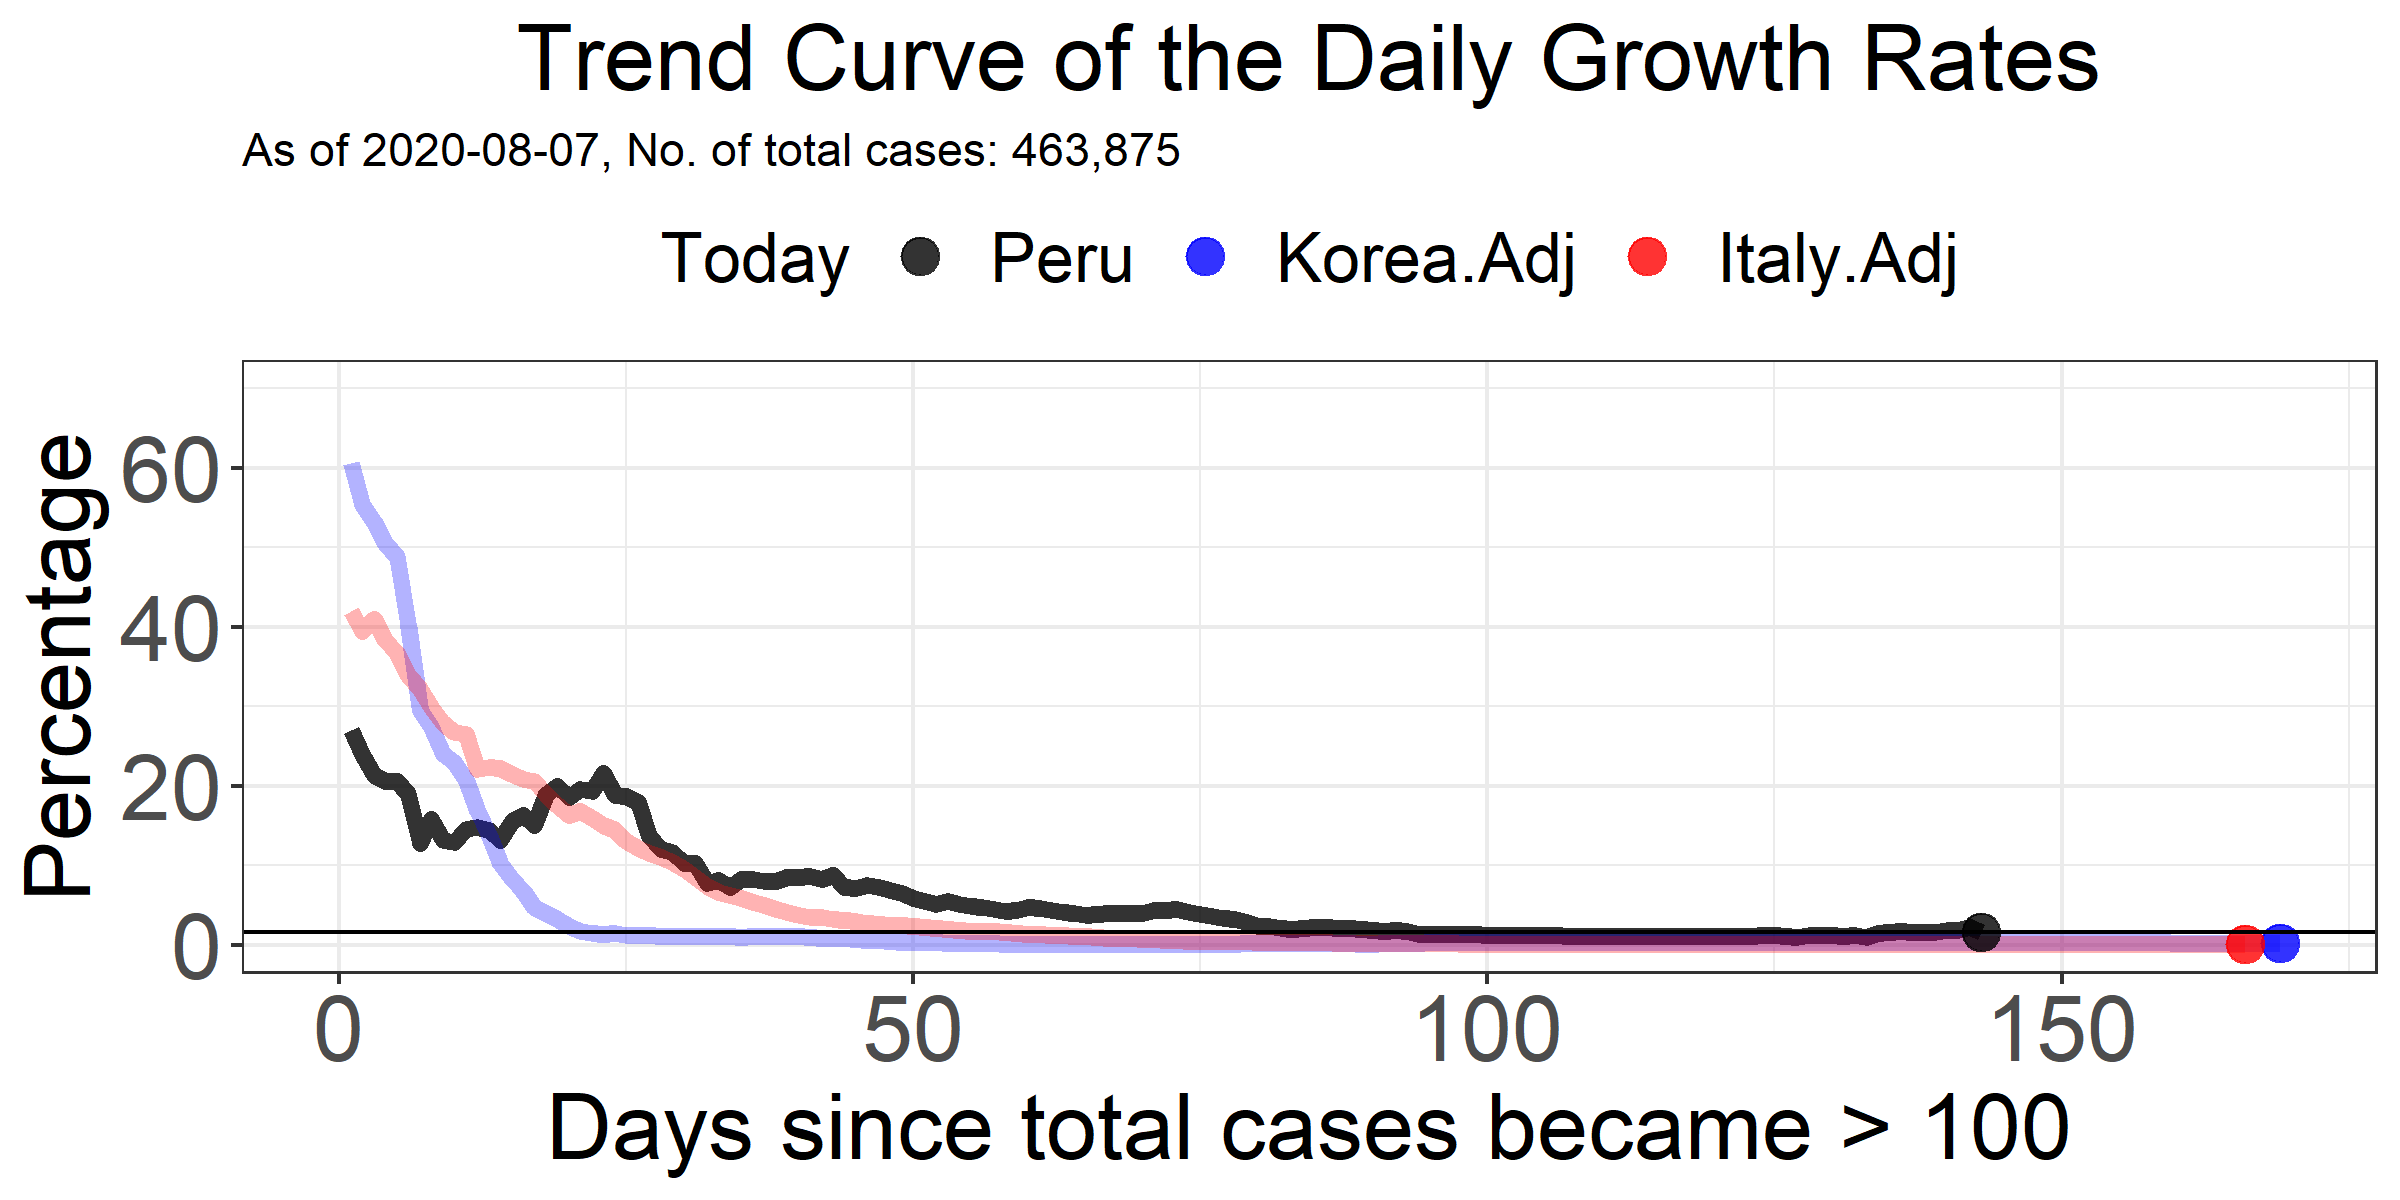 Trend Curve of the Daily Growth Rates
As of 2020-08-07, No. of total cases: 463,875
Today Peru Korea.Adj Italy.Adj
Percentage
60
40
20
0
0 50 100 150
Days since total cases became > 100